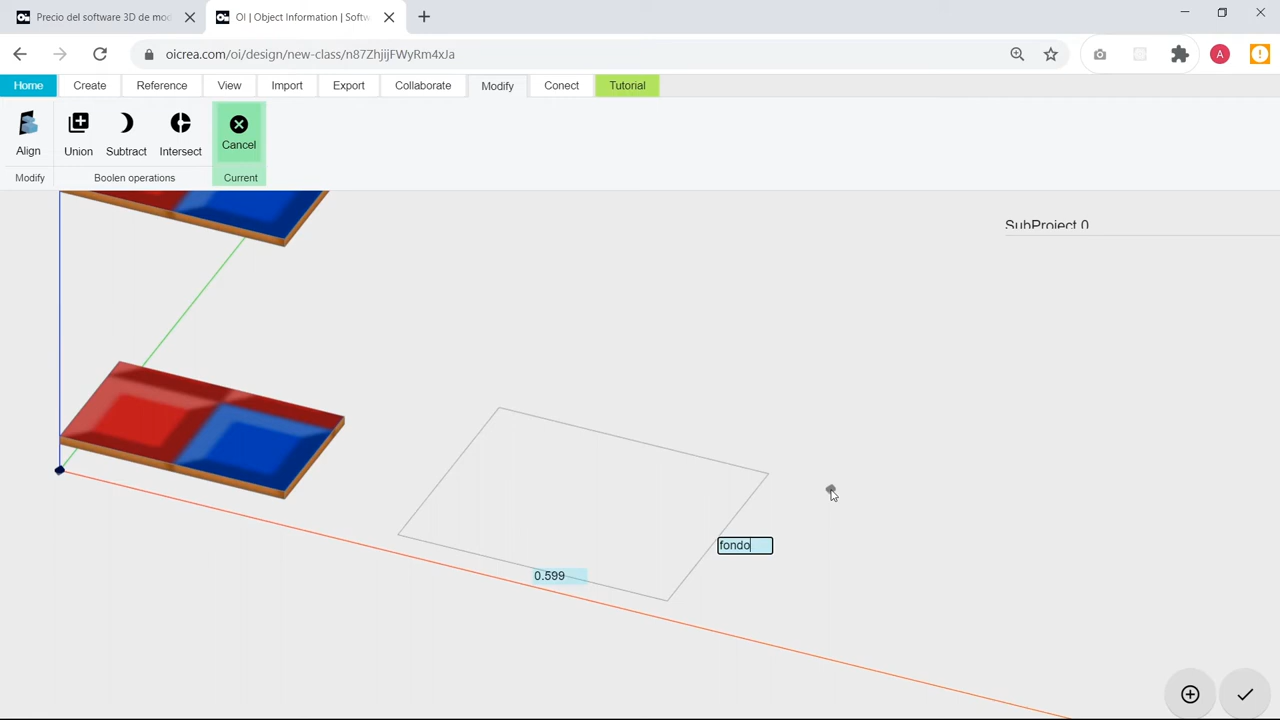 Precio del software 3D de mod
OI | Object Information | Softw
oicrea.com/oi/design/new-class/n87ZhjijFWyRm4xJa
A
Home
Create
Reference
View
Import
Export
Collaborate
Modify
Conect
Tutorial
Align
Union
Subtract
Intersect
Cancel
Modify
Boolen operations
Current
SubProject 0
fondo
0.599